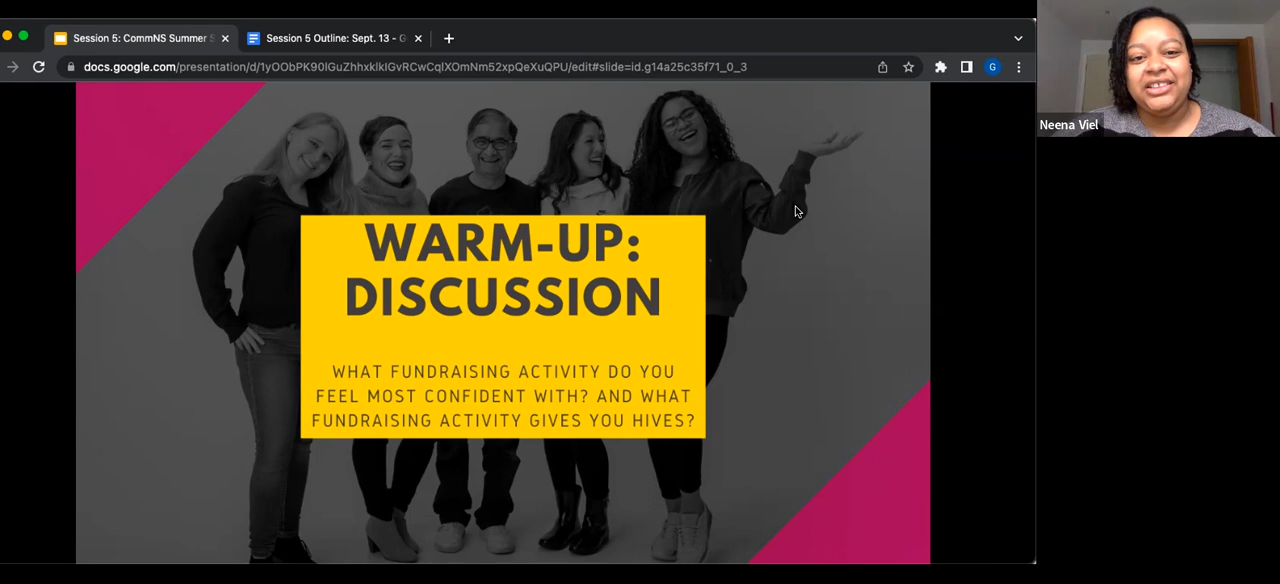 Session 5: CommNS Summer S
Session 5 Outline: Sept. 13 - G
docs.google.com/presentation/d/1yOObPK90IGuZhhxklkIGvRCwCqlXOmNm52xpQeXuQPU/edit#slide=id.g14a25c35f71_0_3
G
Neena Viel
WARM-UP:
DISCUSSION
WHAT FUNDRAISING ACTIVITY DO YOU
FEEL MOST CONFIDENT WITH? AND WHAT
FUNDRAISING ACTIVITY GIVES YOU HIVES?